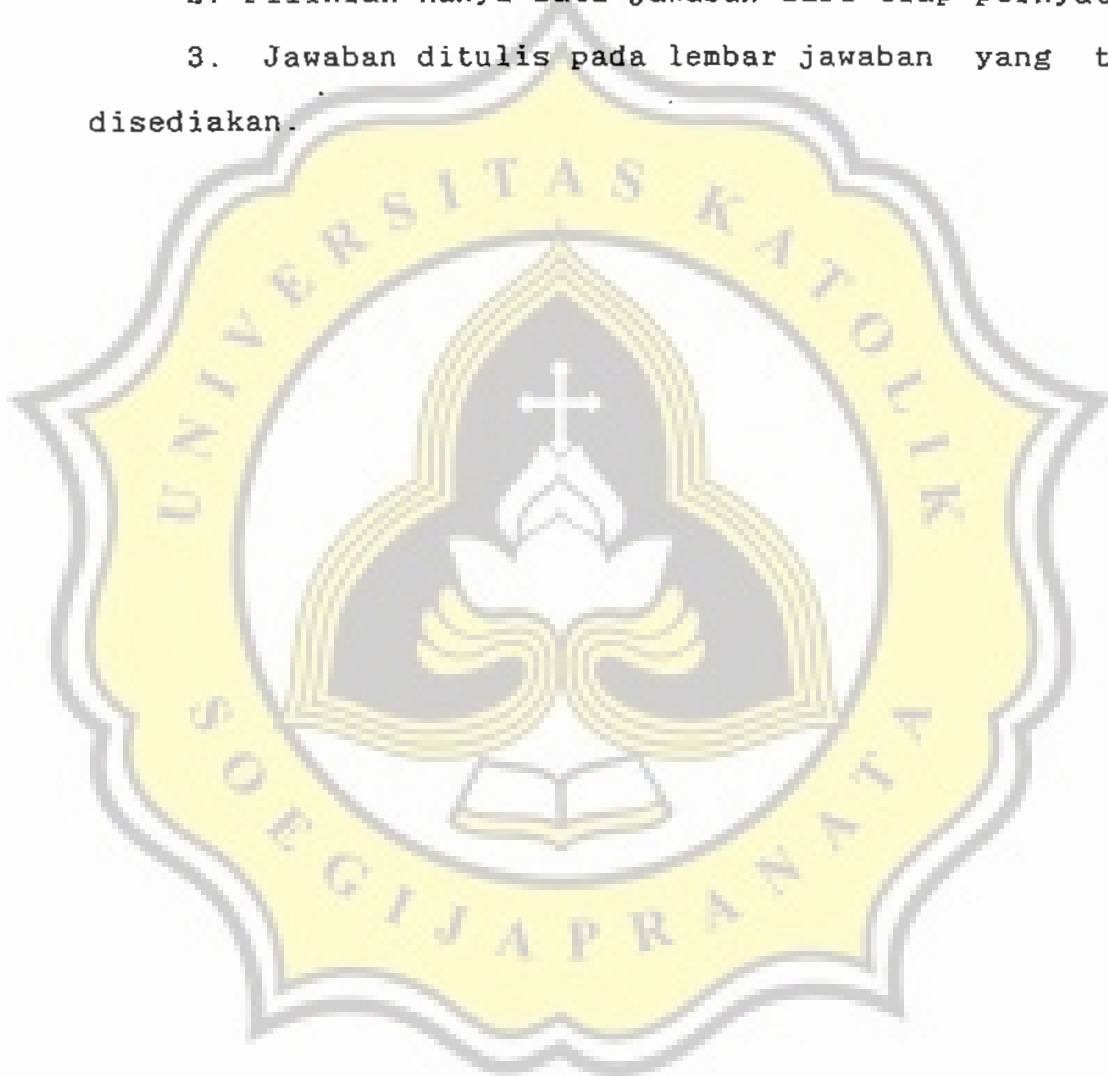 3. Jawaban ditulis pada lembar jawaban yang t
disediakan.
UNIVERSITAS KATOLIK
SOEGIJAPRANATA